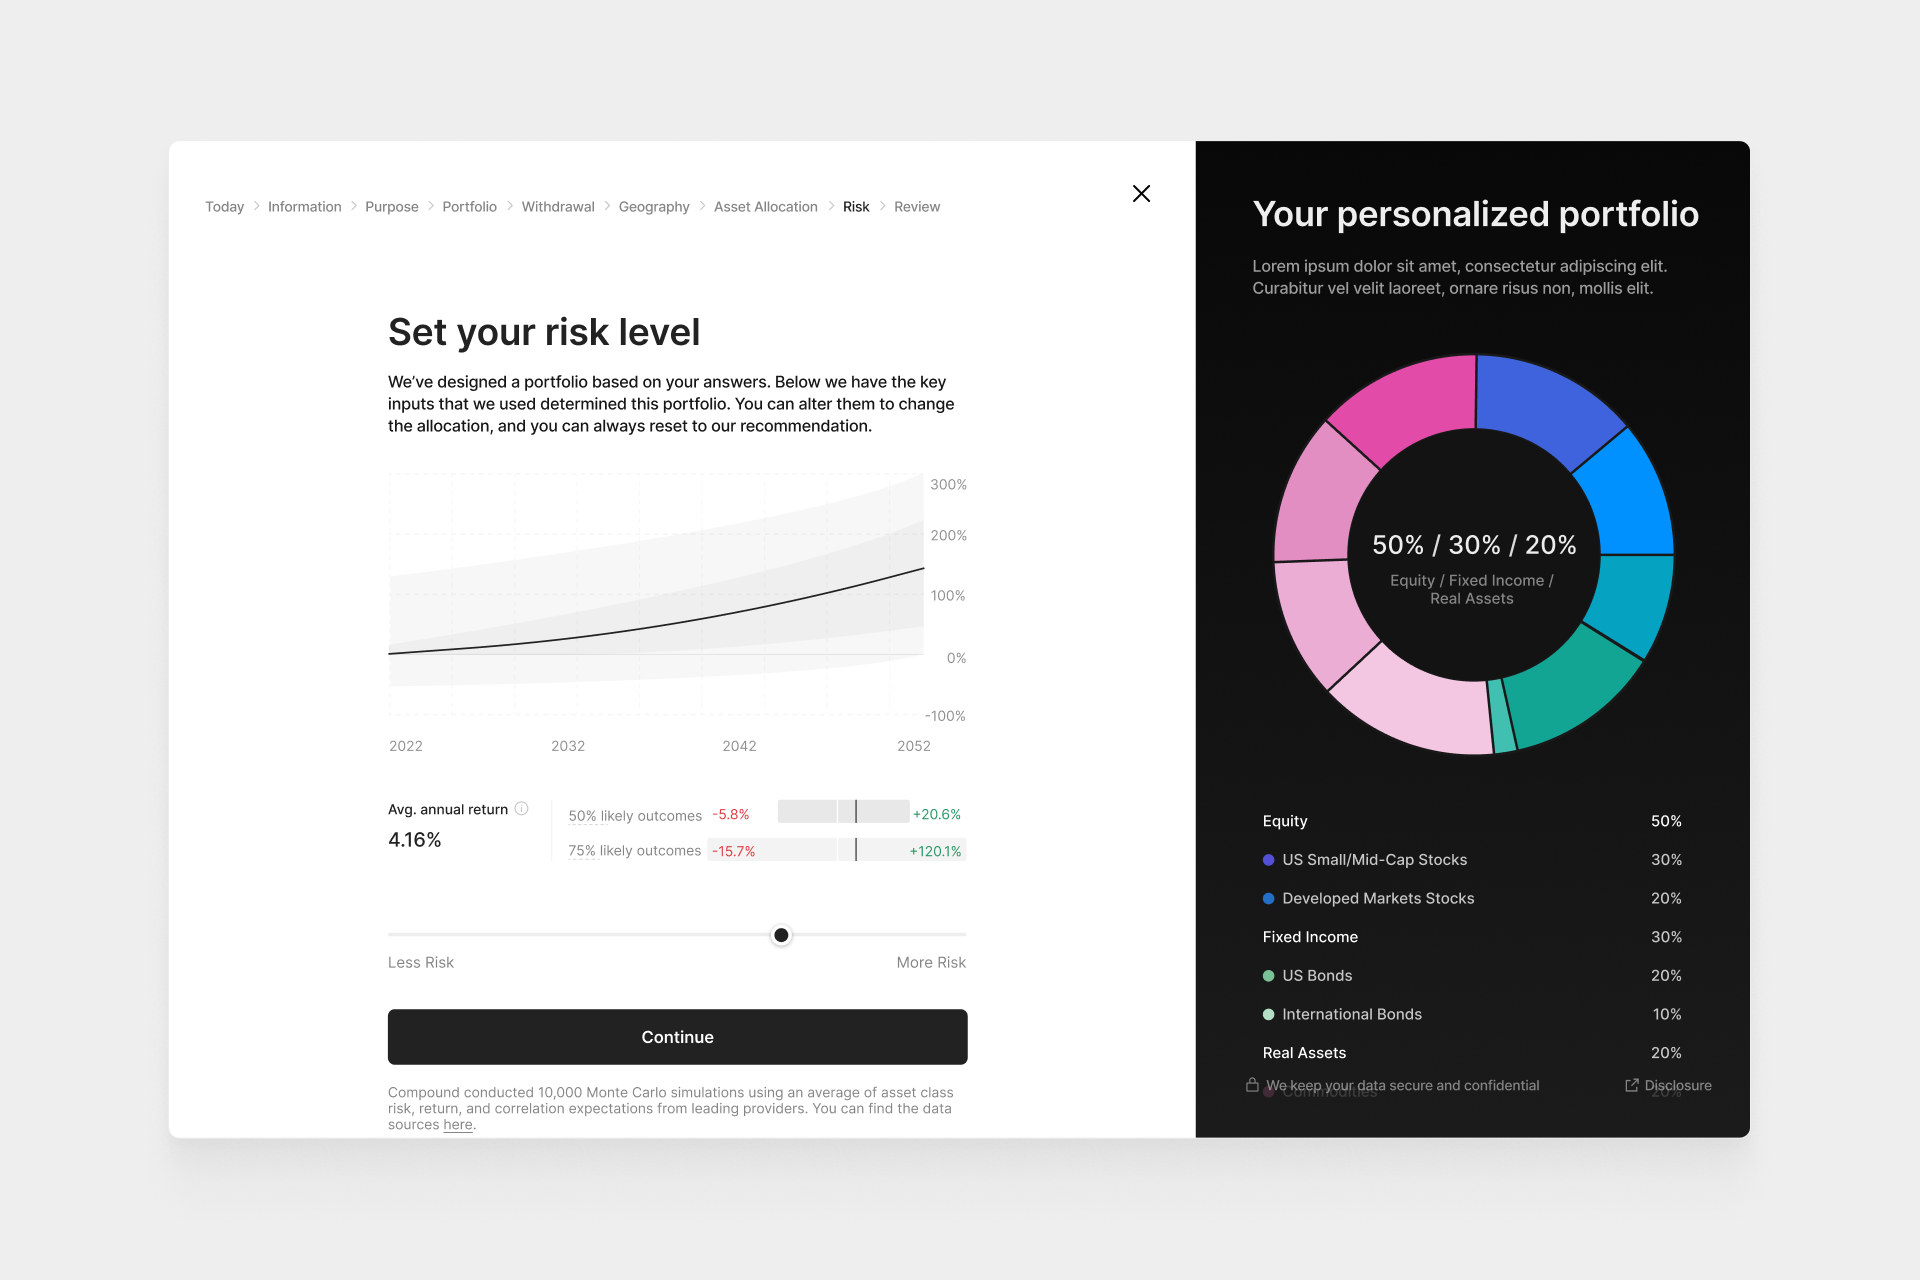 Today > Information > Purpose > Portfolio > Withdrawal > Geography > Asset Allocation > Risk > Review
Set your risk level
We’ve designed a portfolio based on your answers. Below we have the key
inputs that we used determined this portfolio. You can alter them to change
the allocation, and you can always reset to our recommendation.
300%
200%
100%
0%
-100%
2022 2032 2042 2052
Avg. annual return
4.16%
50% likely outcomes -5.8% +20.6%
75% likely outcomes -15.7% +120.1%
Less Risk More Risk
Continue
Compound conducted 10,000 Monte Carlo simulations using an average of asset class
risk, return, and correlation expectations from leading providers. You can find the data
sources here.
Your personalized portfolio
Lorem ipsum dolor sit amet, consectetur adipiscing elit.
Curabitur vel velit laoreet, ornare risus non, mollis elit.
50% / 30% / 20%
Equity / Fixed Income /
Real Assets
Equity 50%
US Small/Mid-Cap Stocks 30%
Developed Markets Stocks 20%
Fixed Income 30%
US Bonds 20%
International Bonds 10%
Real Assets 20%
We keep your data secure and confidential Disclosure
Commodities 20%